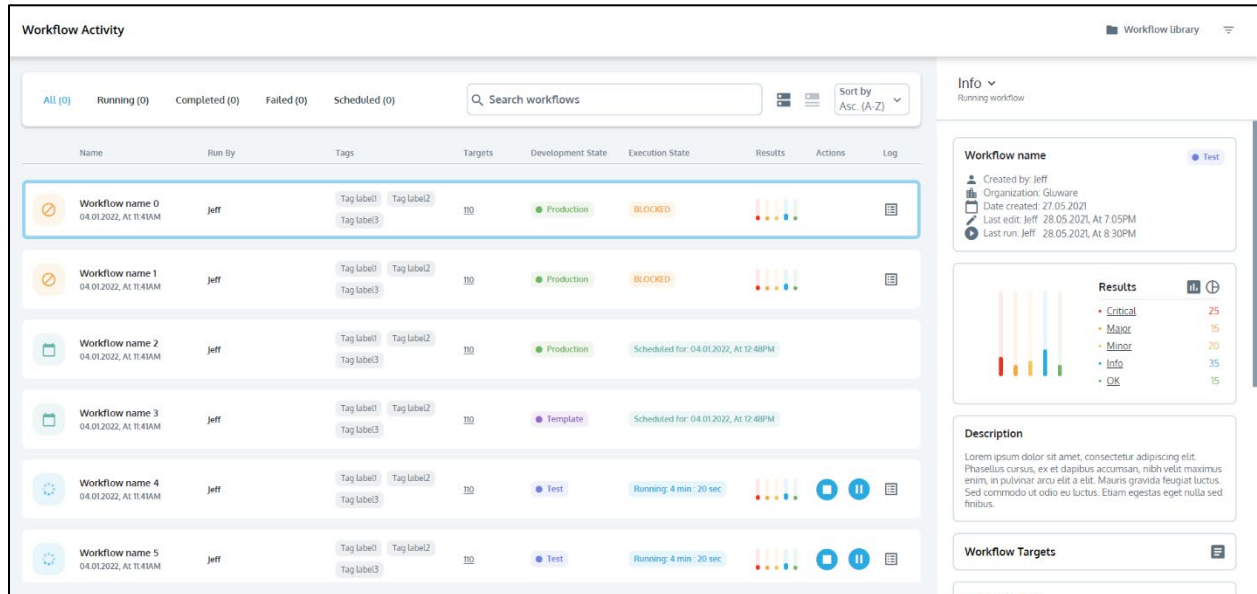 Workflow Activity
Workflow library
All (0) Running (0) Completed (0) Failed (0) Scheduled (0)
Search workflows
Sort by
Asc. (A-Z)
Name Run By Tags Targets Development State Execution State Results Actions Log
Workflow name 0
04.01.2022, At 11:41AM
Jeff
Tag label1 Tag label2
Tag label3
110
Production
BLOCKED
Workflow name 1
04.01.2022, At 11:41AM
Jeff
Tag label1 Tag label2
Tag label3
110
Production
BLOCKED
Workflow name 2
04.01.2022, At 11:41AM
Jeff
Tag label1 Tag label2
Tag label3
110
Production
Scheduled for: 04.01.2022, At 12:48PM
Workflow name 3
04.01.2022, At 11:41AM
Jeff
Tag label1 Tag label2
Tag label3
110
Template
Scheduled for: 04.01.2022, At 12:48PM
Workflow name 4
04.01.2022, At 11:41AM
Jeff
Tag label1 Tag label2
Tag label3
110
Test
Running: 4 min : 20 sec
Workflow name 5
04.01.2022, At 11:41AM
Jeff
Tag label1 Tag label2
Tag label3
110
Test
Running: 4 min : 20 sec
Info
Running workflow
Workflow name
Test
Created by: Jeff
Organization: Gluware
Date created: 27.05.2021
Last edit: Jeff 28.05.2021, At 7:05PM
Last run: Jeff 28.05.2021, At 8:30PM
Results
Critical 25
Major 15
Minor 20
Info 35
OK 15
Description
Lorem ipsum dolor sit amet, consectetur adipiscing elit.
Phasellus cursus, ex et dapibus accumsan, nibh velit maximus
enim, in pulvinar arcu elit a elit. Mauris gravida feugiat luctus.
Sed commodo ut odio eu luctus. Etiam egestas eget nulla sed
finibus.
Workflow Targets